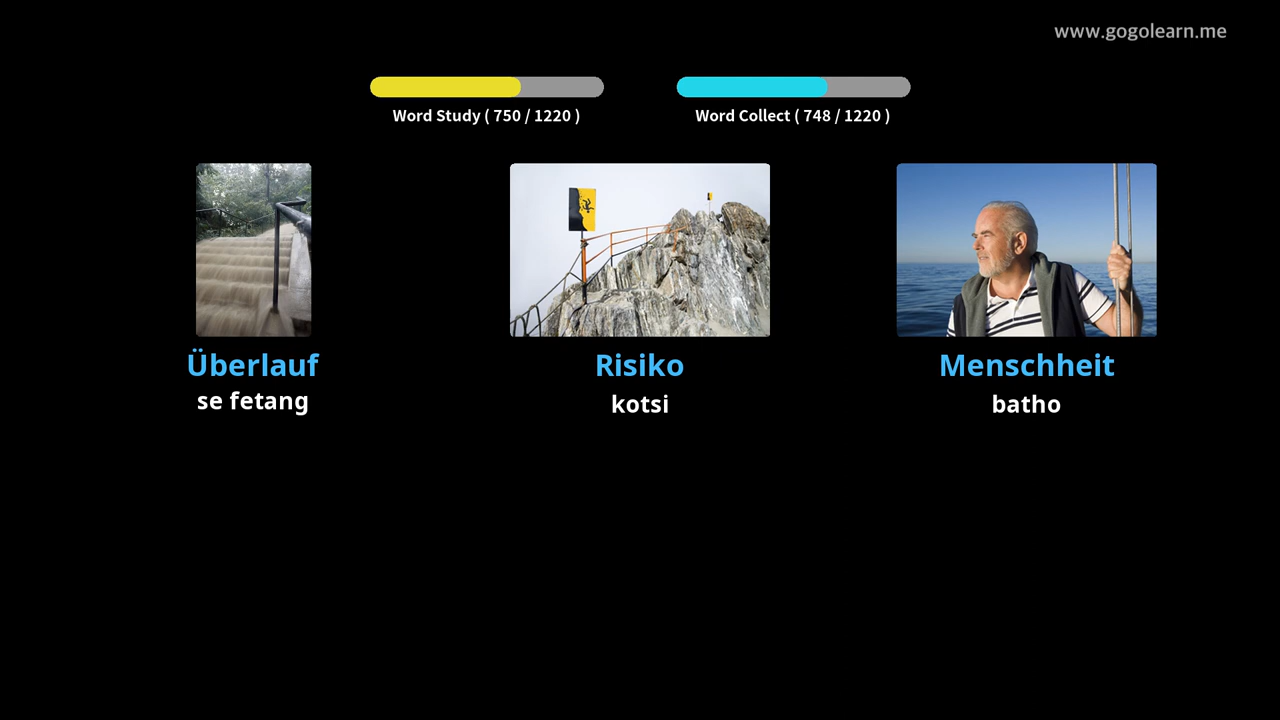 www.gogolearn.me
Word Study ( 750 / 1220 )
Word Collect ( 748 / 1220 )
Überlauf
se fetang
Risiko
kotsi
Menschheit
batho